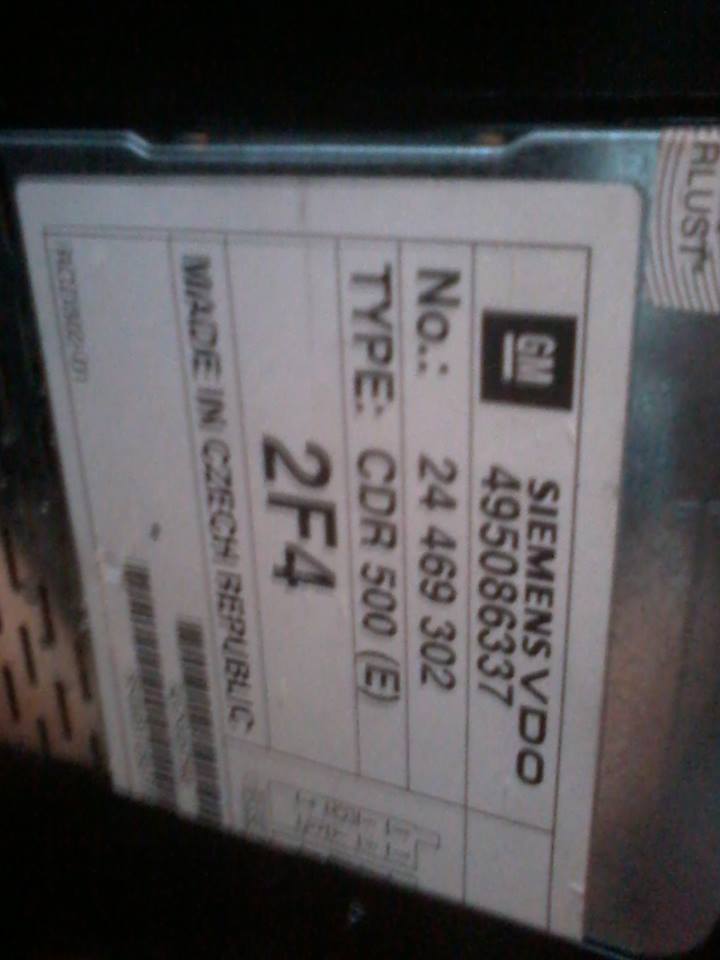 GM
SIEMENS VDO
495086337
No.: 24 469 302
TYPE: CDR 500 (E)
2F4
MADE IN CZECH REPUBLIC